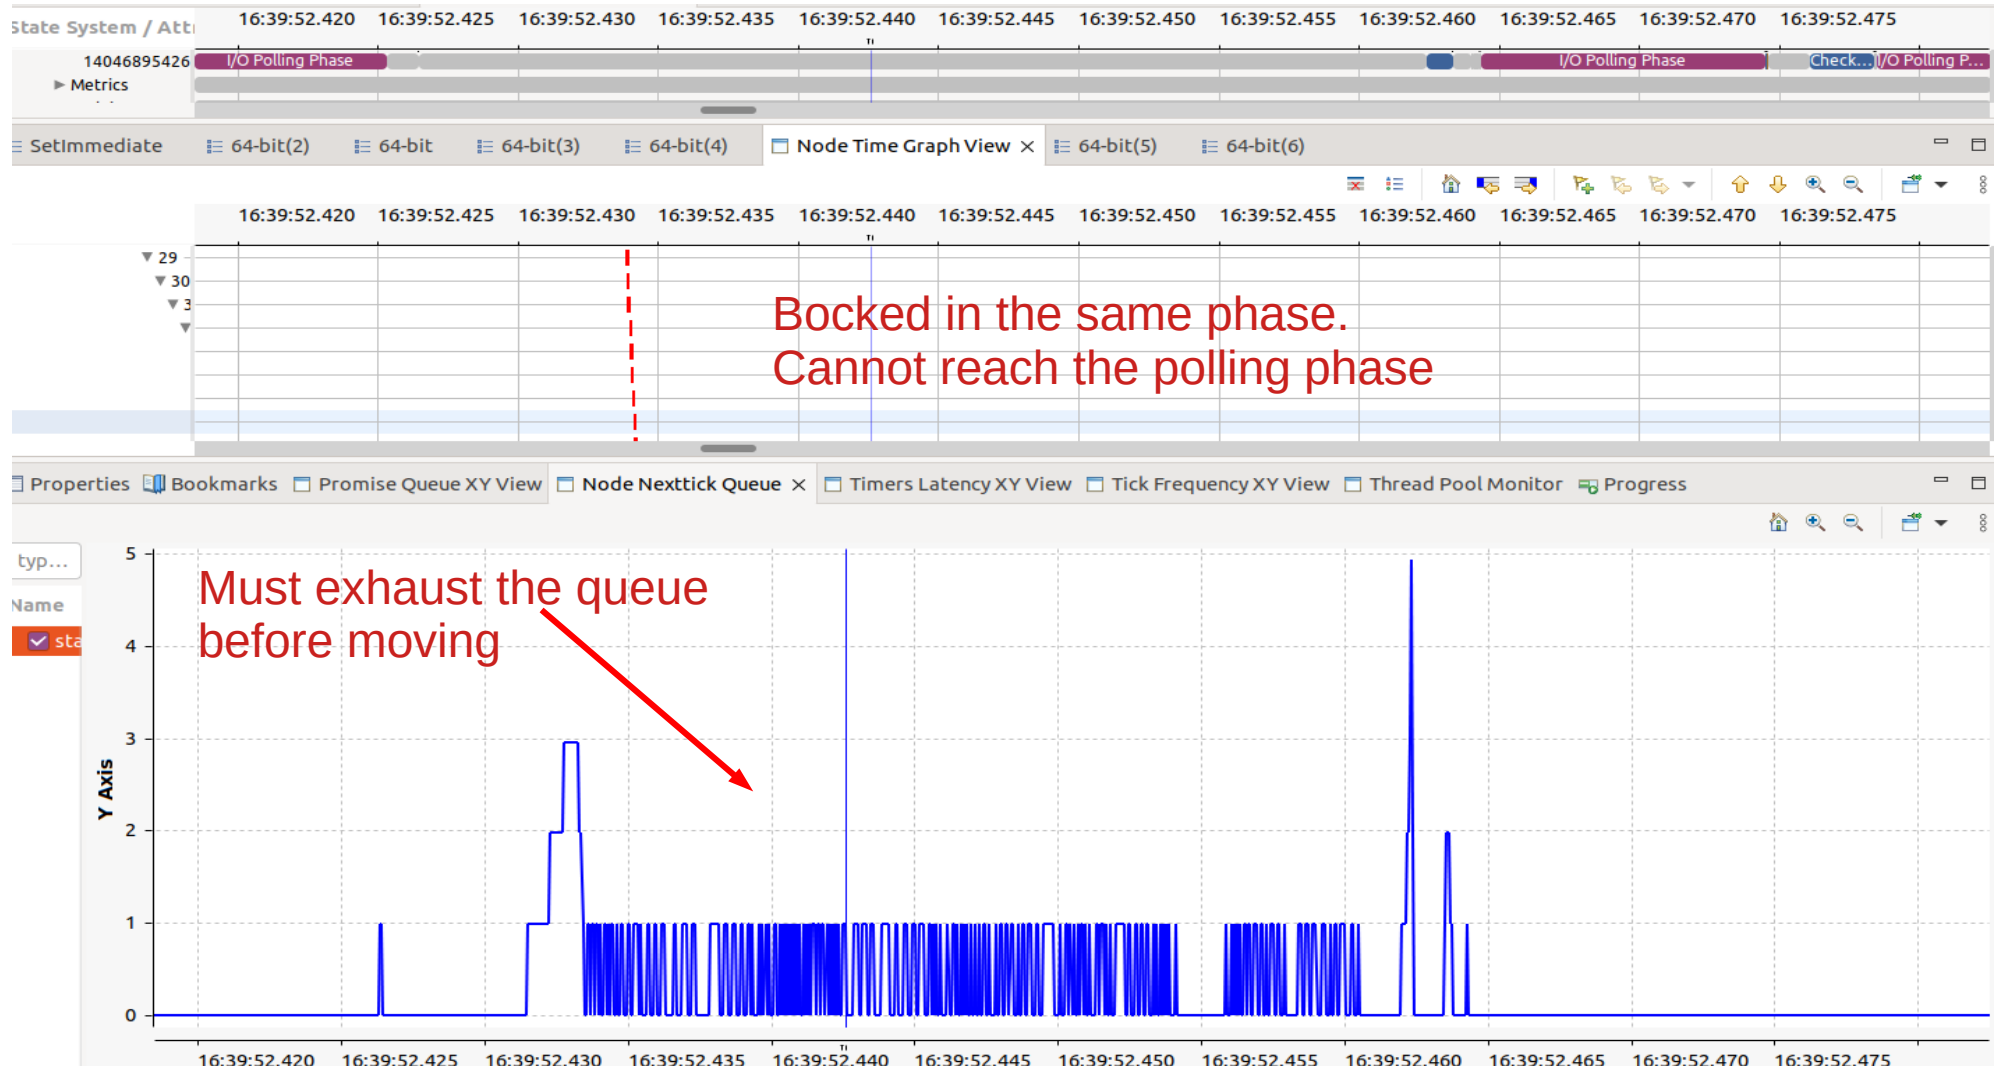 State System / Att
16:39:52.420 16:39:52.425 16:39:52.430 16:39:52.435 16:39:52.440 16:39:52.445 16:39:52.450 16:39:52.455 16:39:52.460 16:39:52.465 16:39:52.470 16:39:52.475
14046895426 I/O Polling Phase I/O Polling Phase Check... I/O Polling P...
Metrics
SetImmediate 64-bit(2) 64-bit 64-bit(3) 64-bit(4) Node Time Graph View 64-bit(5) 64-bit(6)
16:39:52.420 16:39:52.425 16:39:52.430 16:39:52.435 16:39:52.440 16:39:52.445 16:39:52.450 16:39:52.455 16:39:52.460 16:39:52.465 16:39:52.470 16:39:52.475
29
30
3
Bocked in the same phase.
Cannot reach the polling phase
Properties Bookmarks Promise Queue XY View Node Nexttick Queue Timers Latency XY View Tick Frequency XY View Thread Pool Monitor Progress
typ...
Name
sta
Must exhaust the queue
before moving
5
4
3
2
1
0
Y Axis
16:39:52.420 16:39:52.425 16:39:52.430 16:39:52.435 16:39:52.440 16:39:52.445 16:39:52.450 16:39:52.455 16:39:52.460 16:39:52.465 16:39:52.470 16:39:52.475